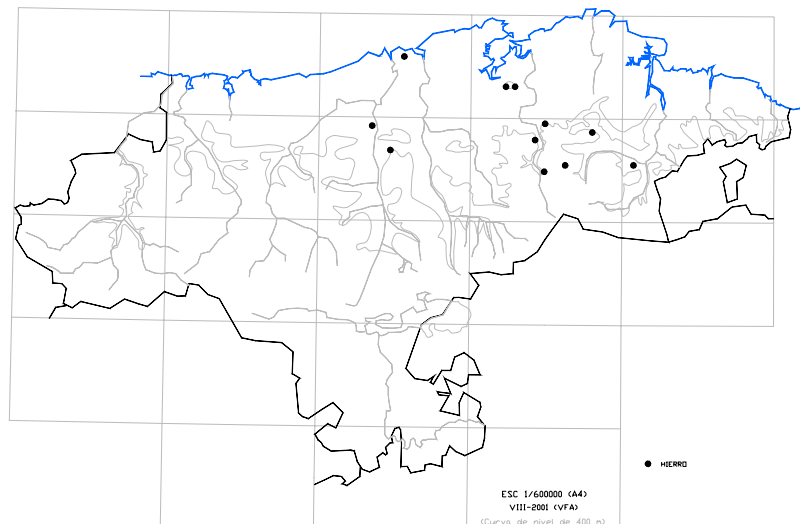 HIERRO
ESC 1/600000 (A4)
VIII-2001 (VFA)
(Curva de nivel de 400 m)